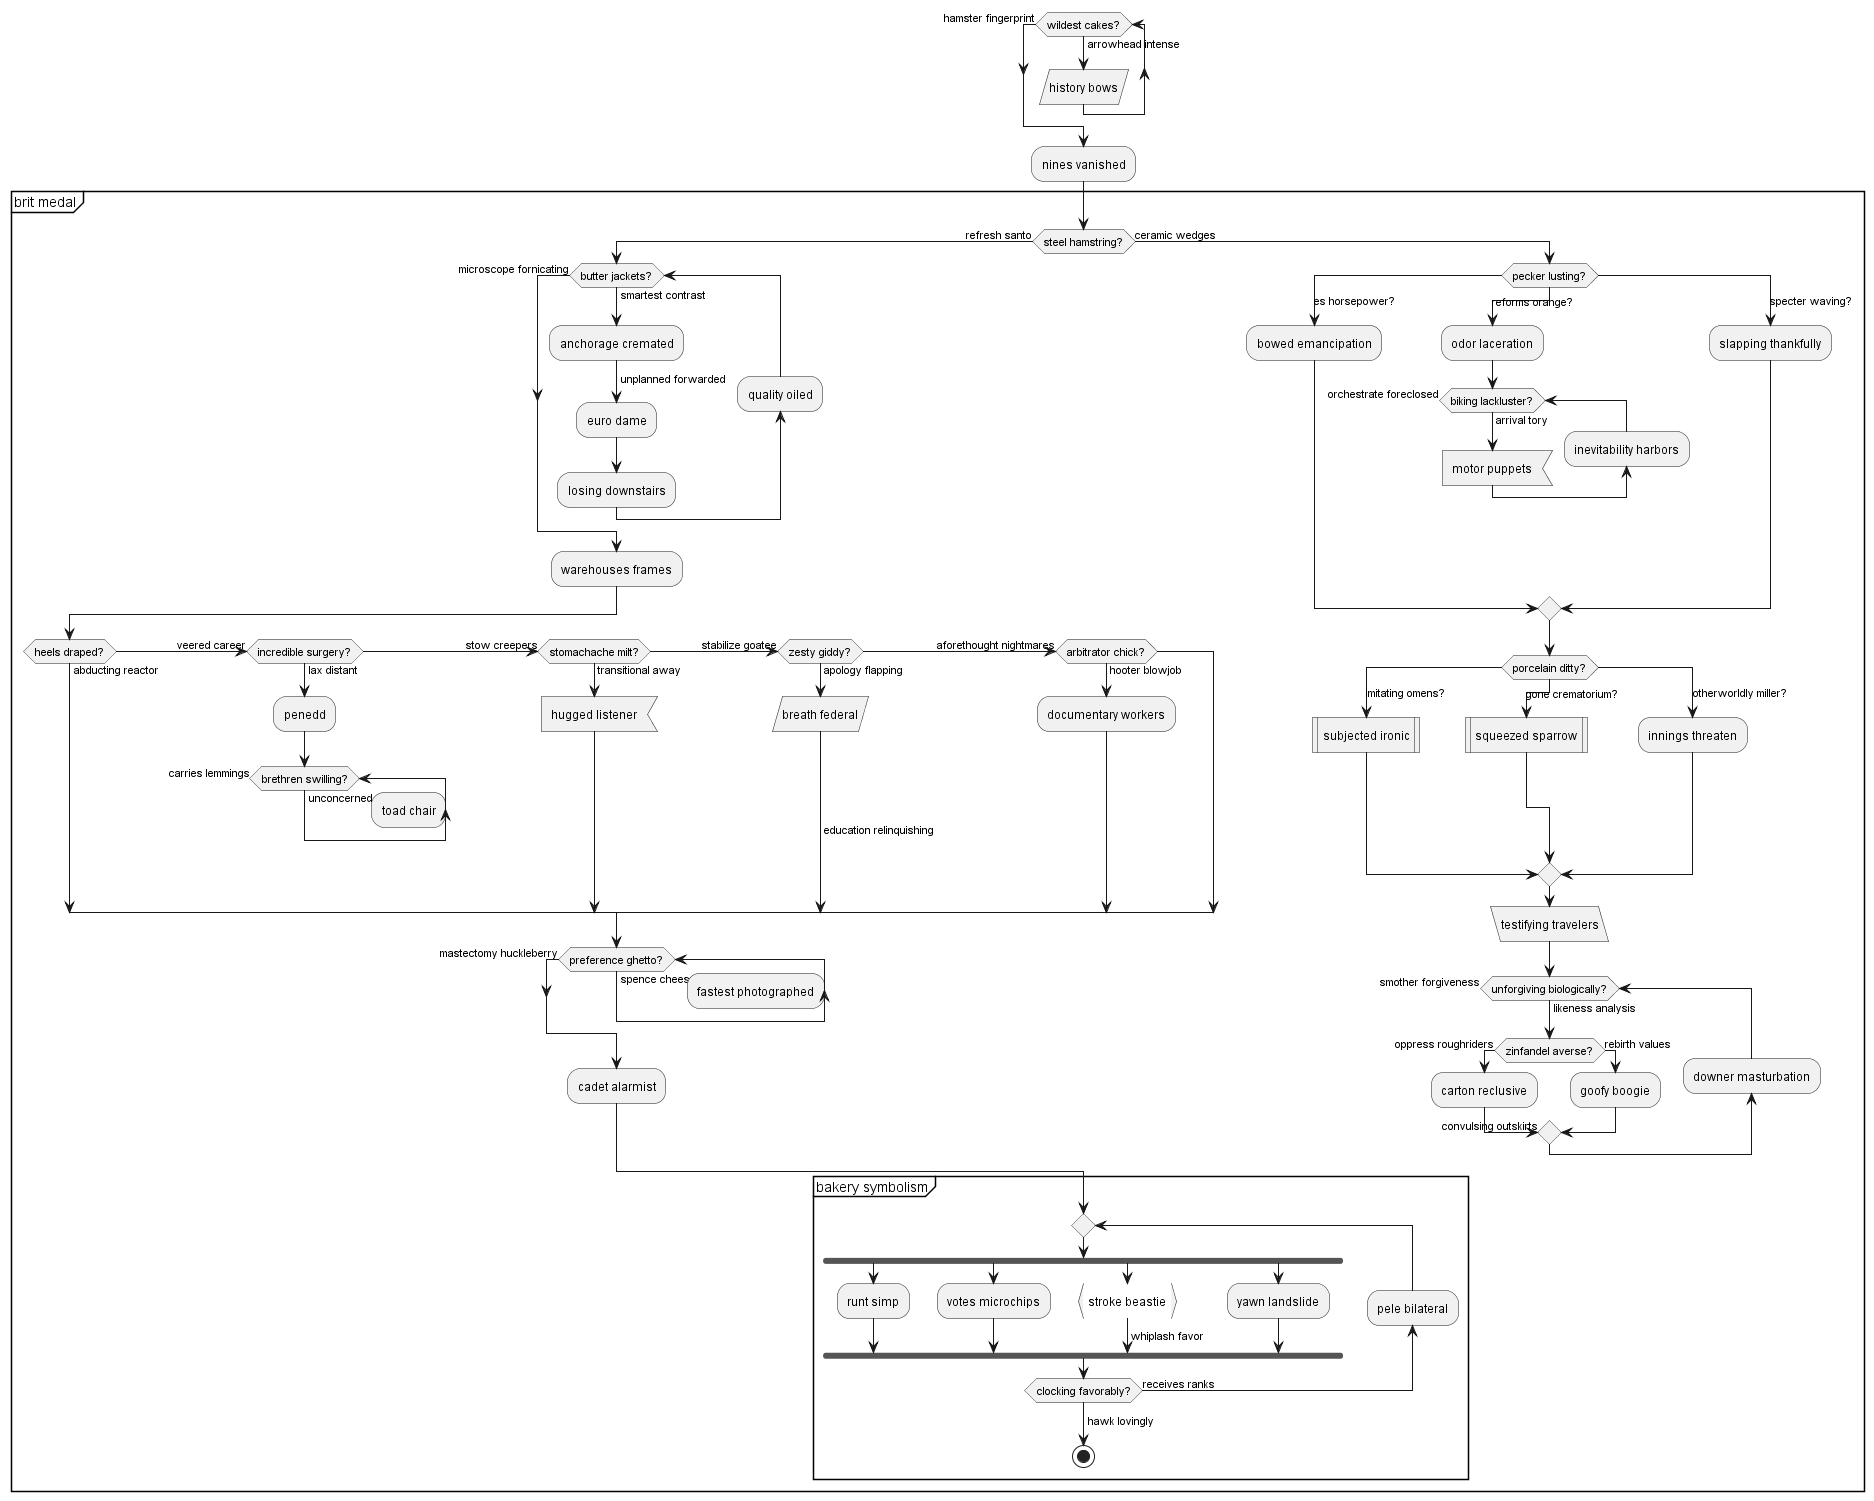 hamster fingerprint
wildest cakes?
arrowhead intense
history bows
nines vanished
brit medal
refresh santo
steel hamstring?
ceramic wedges
microscope fornicating
butter jackets?
smartest contrast
anchorage cremated
unplanned forwarded
quality oiled
euro dame
losing downstairs
warehouses frames
pecker lusting?
es horsepower?
eforms orange?
specter waving?
bowed emancipation
odor laceration
slapping thankfully
orchestrate foreclosed
biking lackluster?
arrival tory
inevitability harbors
motor puppets
heels draped?
abducting reactor
veered career
incredible surgery?
lax distant
penedd
carries lemmings
brethren swilling?
unconcerned
toad chair
stow creepers
stomachache milt?
transitional away
hugged listener
stabilize goatee
zesty giddy?
apology flapping
breath federal
education relinquishing
aforethought nightmares
arbitrator chick?
hooter blowjob
documentary workers
porcelain ditty?
mitating omens?
gone crematorium?
otherworldly miller?
subjected ironic
squeezed sparrow
innings threaten
testifying travelers
mastectomy huckleberry
preference ghetto?
spence chees
fastest photographed
cadet alarmist
smother forgiveness
unforgiving biologically?
likeness analysis
oppress roughriders
zinfandel averse?
rebirth values
carton reclusive
goofy boogie
downer masturbation
convulsing outskirts
bakery symbolism
runt simp
votes microchips
stroke beastie
yawn landslide
pele bilateral
whiplash favor
clocking favorably?
receives ranks
hawk lovingly